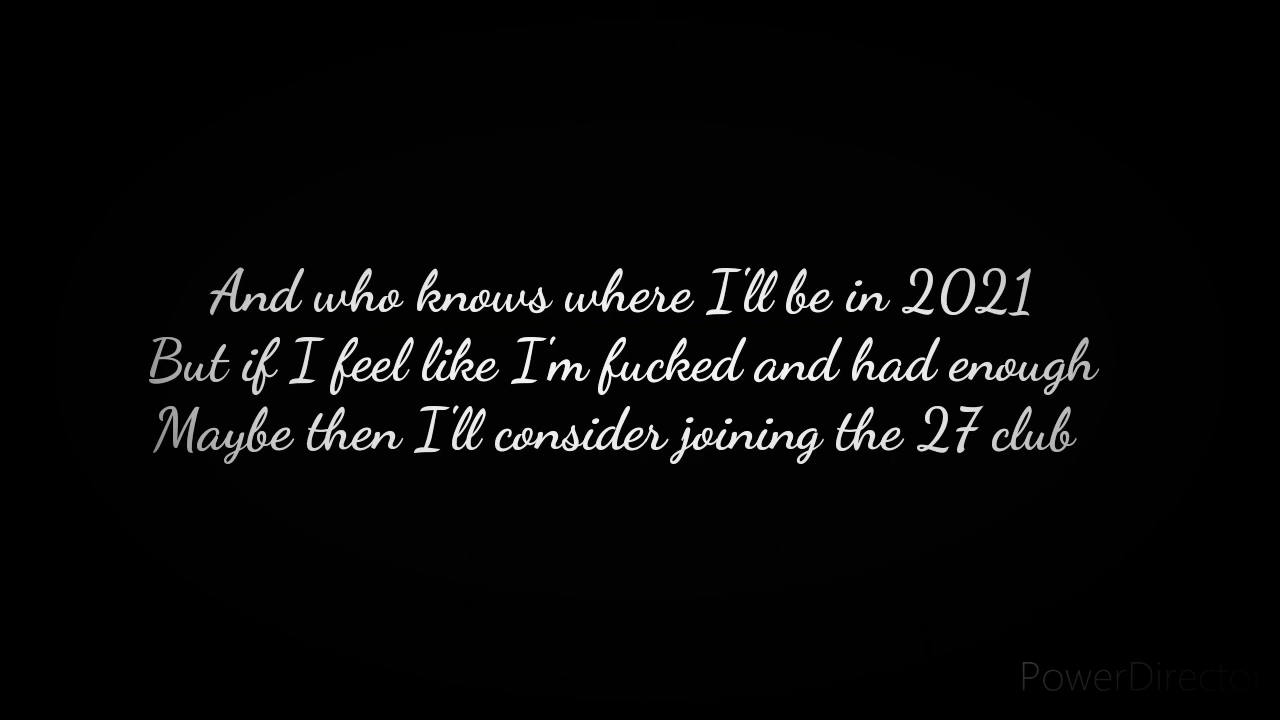 And who knows where I'll be in 2021
But if I feel like I'm fucked and had enough
Maybe then I'll consider joining the 27 club
PowerDirector